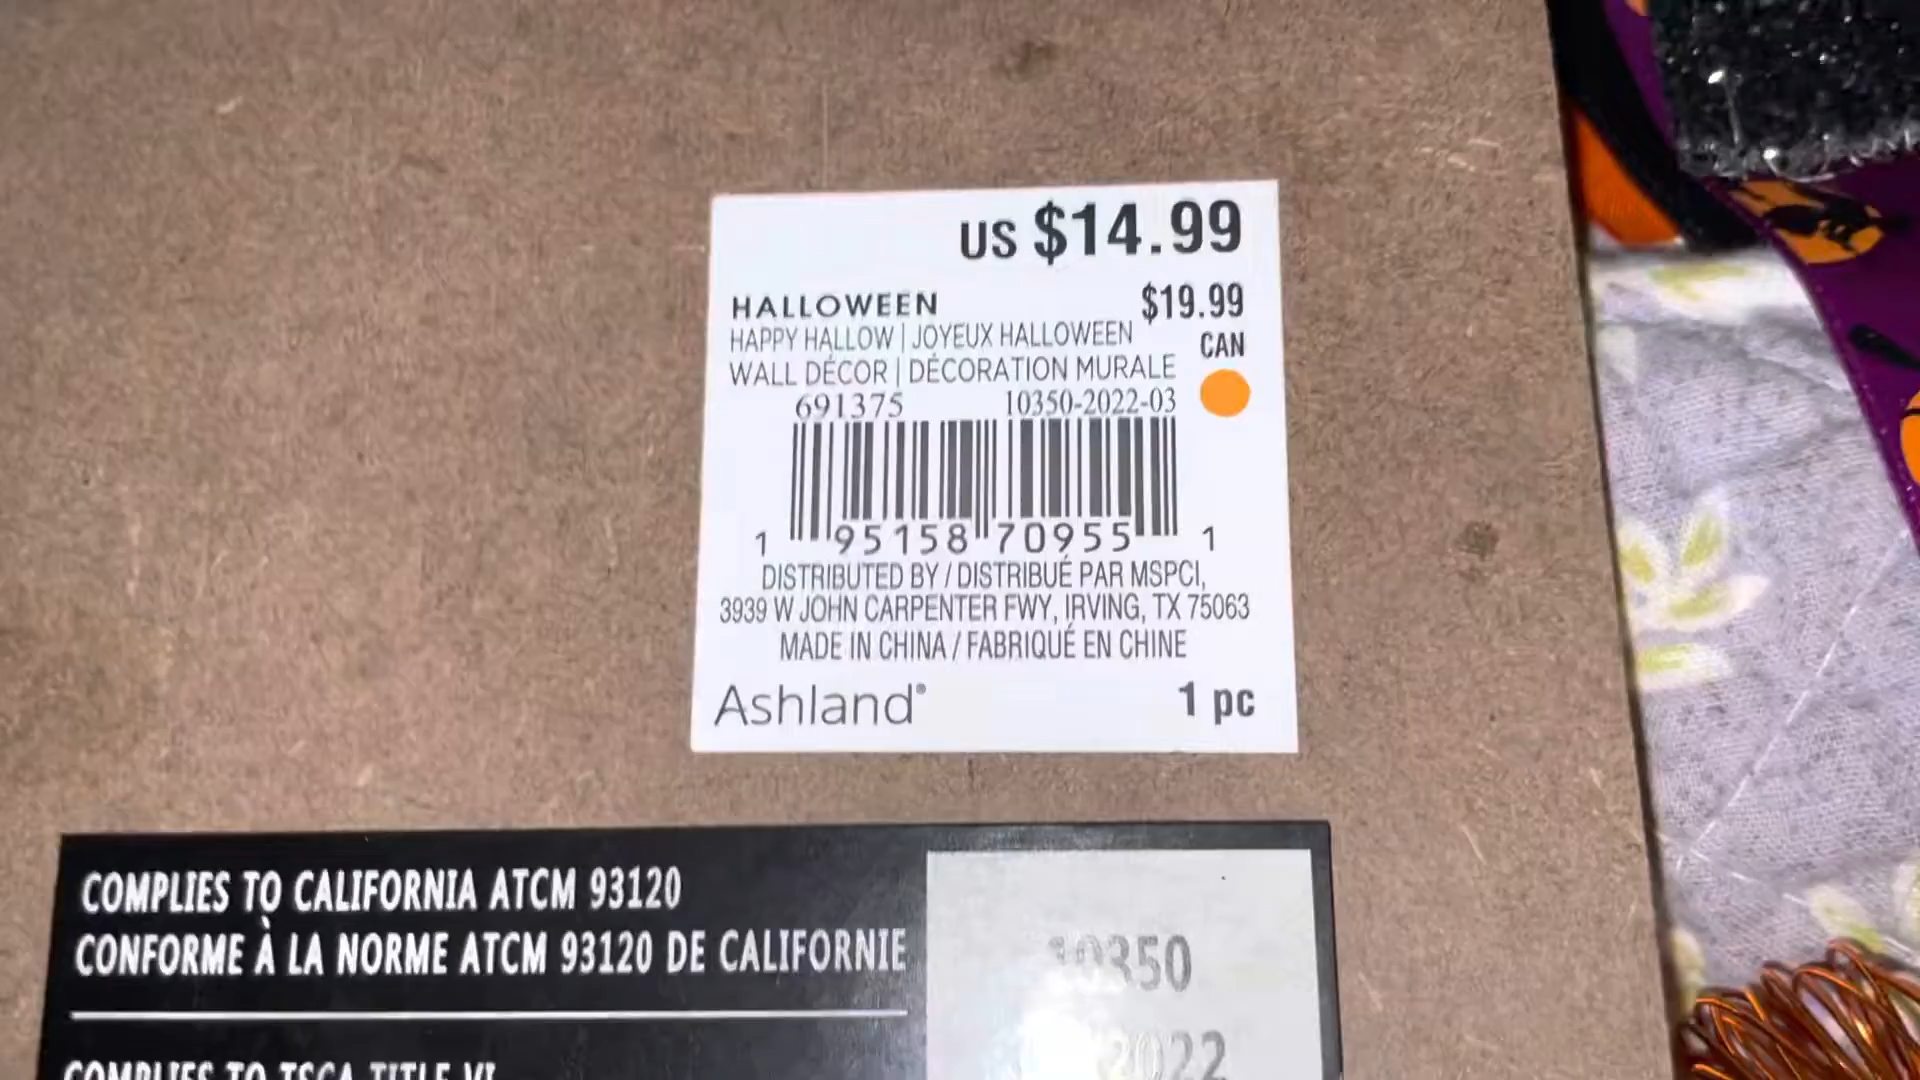 US $14.99
HALLOWEEN $19.99
HAPPY HALLOW | JOYEUX HALLOWEEN CAN
WALL DÉCOR | DÉCORATION MURALE
691375 10350-2022-03
1 95158 70955 1
DISTRIBUTED BY / DISTRIBUÉ PAR MSPCI,
3939 W JOHN CARPENTER FWY, IRVING, TX 75063
MADE IN CHINA / FABRIQUÉ EN CHINE
Ashland® 1 pc
COMPLIES TO CALIFORNIA ATCM 93120
CONFORME À LA NORME ATCM 93120 DE CALIFORNIE
10350
COMPLIES TO TSCA TITLE VI
2022